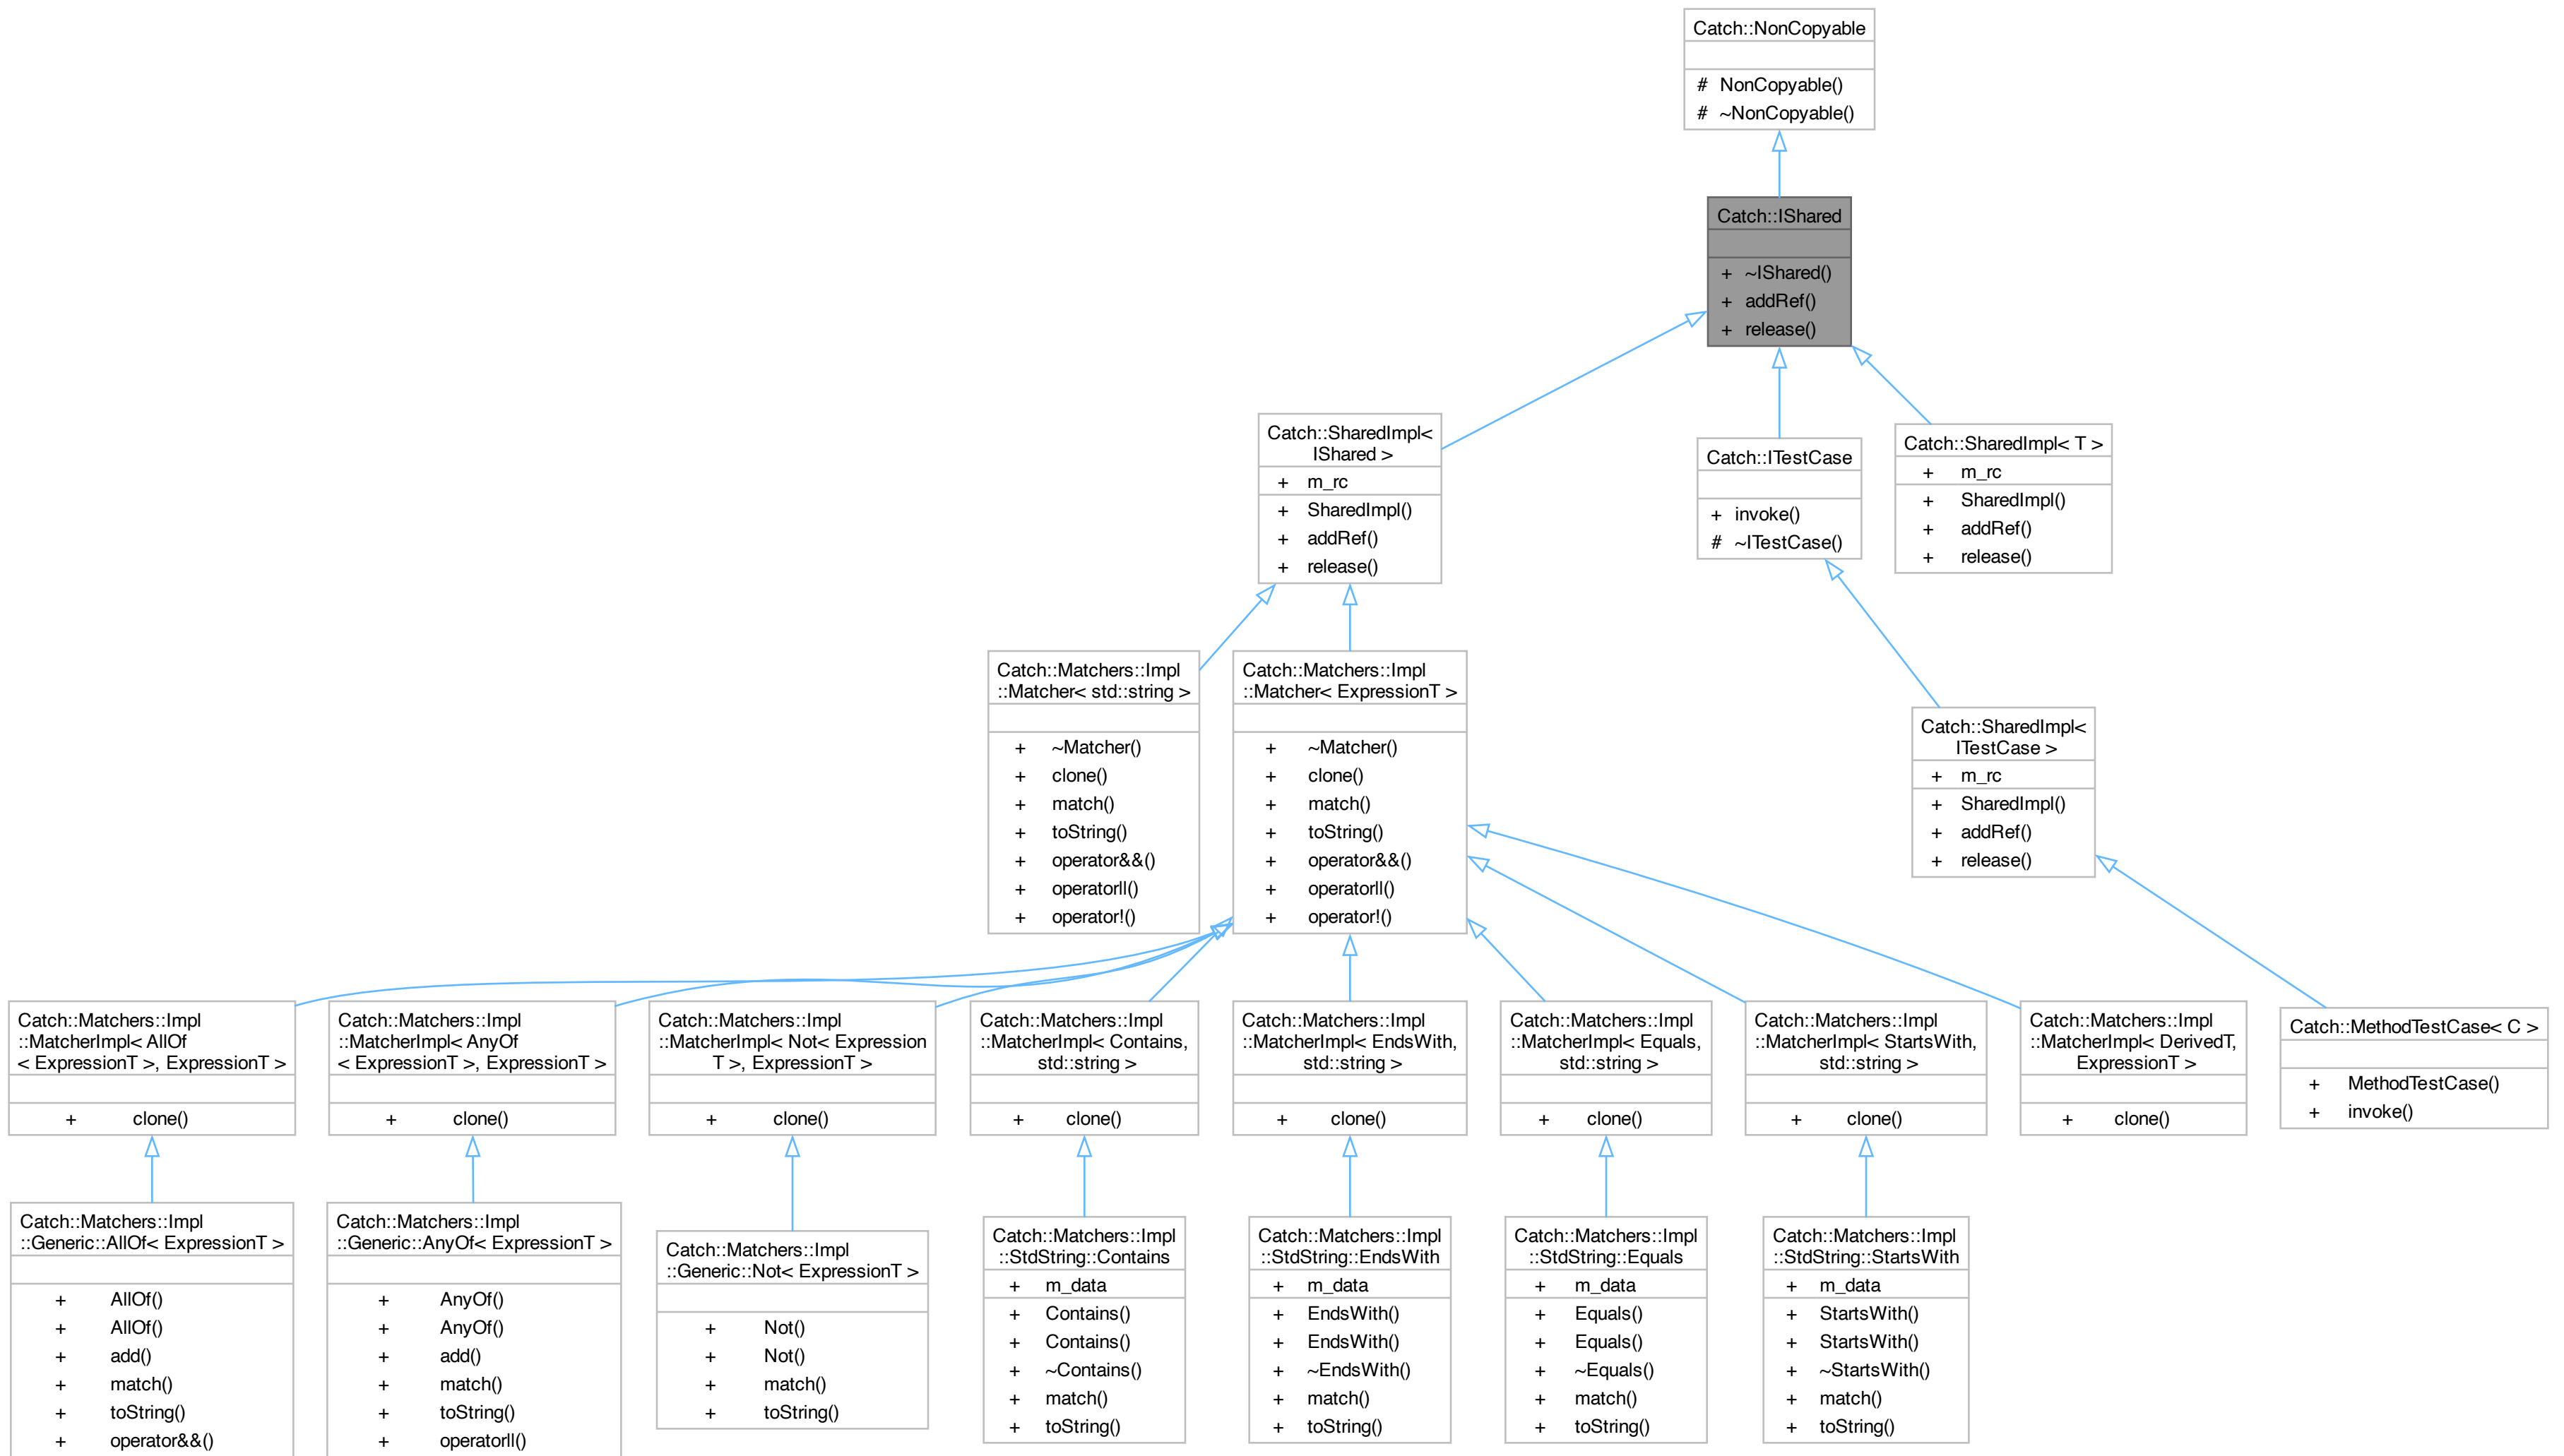 Catch::NonCopyable
# NonCopyable()
# ~NonCopyable()
Catch::IShared
+ ~IShared()
+ addRef()
+ release()
Catch::SharedImpl<
IShared >
+ m_rc
+ SharedImpl()
+ addRef()
+ release()
Catch::ITestCase
+ invoke()
# ~ITestCase()
Catch::SharedImpl< T >
+ m_rc
+ SharedImpl()
+ addRef()
+ release()
Catch::Matchers::Impl
::Matcher< std::string >
+ ~Matcher()
+ clone()
+ match()
+ toString()
+ operator&&()
+ operator||()
+ operator!()
Catch::Matchers::Impl
::Matcher< ExpressionT >
+ ~Matcher()
+ clone()
+ match()
+ toString()
+ operator&&()
+ operator||()
+ operator!()
Catch::SharedImpl<
ITestCase >
+ m_rc
+ SharedImpl()
+ addRef()
+ release()
Catch::Matchers::Impl
::MatcherImpl< AllOf
< ExpressionT >, ExpressionT >
+ clone()
Catch::Matchers::Impl
::MatcherImpl< AnyOf
< ExpressionT >, ExpressionT >
+ clone()
Catch::Matchers::Impl
::MatcherImpl< Not< Expression
T >, ExpressionT >
+ clone()
Catch::Matchers::Impl
::MatcherImpl< Contains,
std::string >
+ clone()
Catch::Matchers::Impl
::MatcherImpl< EndsWith,
std::string >
+ clone()
Catch::Matchers::Impl
::MatcherImpl< Equals,
std::string >
+ clone()
Catch::Matchers::Impl
::MatcherImpl< StartsWith,
std::string >
+ clone()
Catch::Matchers::Impl
::MatcherImpl< DerivedT,
ExpressionT >
+ clone()
Catch::MethodTestCase< C >
+ MethodTestCase()
+ invoke()
Catch::Matchers::Impl
::Generic::AllOf< ExpressionT >
+ AllOf()
+ AllOf()
+ add()
+ match()
+ toString()
+ operator&&()
Catch::Matchers::Impl
::Generic::AnyOf< ExpressionT >
+ AnyOf()
+ AnyOf()
+ add()
+ match()
+ toString()
+ operator||()
Catch::Matchers::Impl
::Generic::Not< ExpressionT >
+ Not()
+ Not()
+ match()
+ toString()
Catch::Matchers::Impl
::StdString::Contains
+ m_data
+ Contains()
+ Contains()
+ ~Contains()
+ match()
+ toString()
Catch::Matchers::Impl
::StdString::EndsWith
+ m_data
+ EndsWith()
+ EndsWith()
+ ~EndsWith()
+ match()
+ toString()
Catch::Matchers::Impl
::StdString::Equals
+ m_data
+ Equals()
+ Equals()
+ ~Equals()
+ match()
+ toString()
Catch::Matchers::Impl
::StdString::StartsWith
+ m_data
+ StartsWith()
+ StartsWith()
+ ~StartsWith()
+ match()
+ toString()